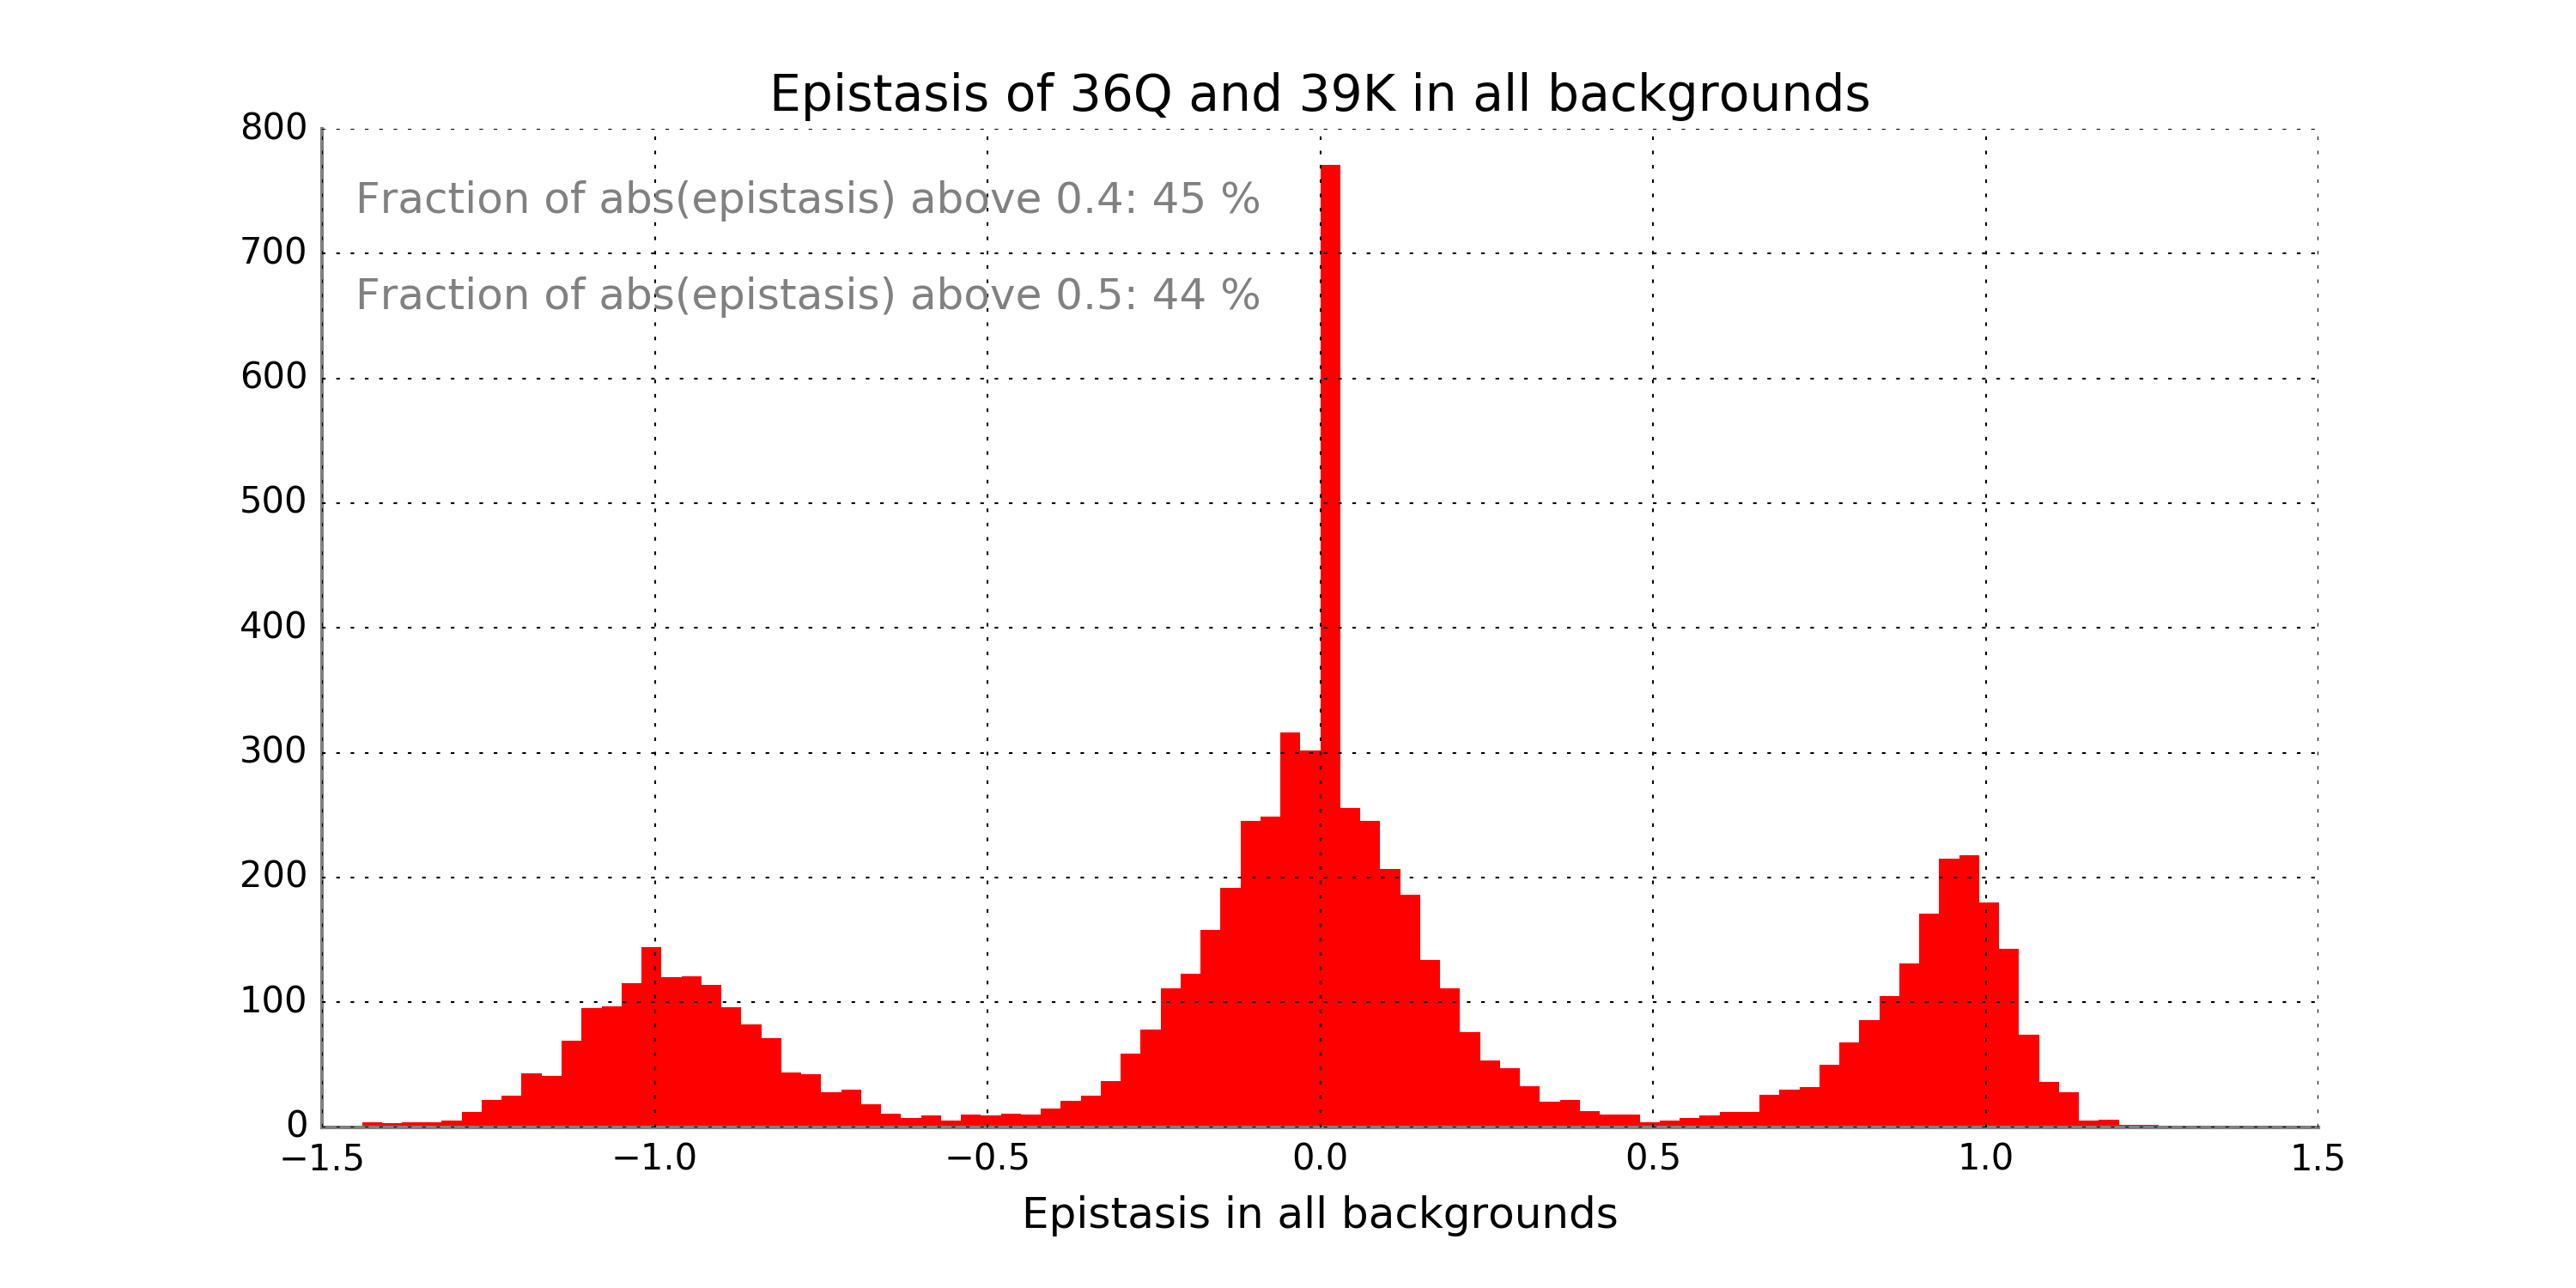 Epistasis of 36Q and 39K in all backgrounds
800
Fraction of abs(epistasis) above 0.4: 45 %
700
Fraction of abs(epistasis) above 0.5: 44 %
600
500
400
300
200
100
0
−1.5 −1.0 −0.5 0.0 0.5 1.0 1.5
Epistasis in all backgrounds